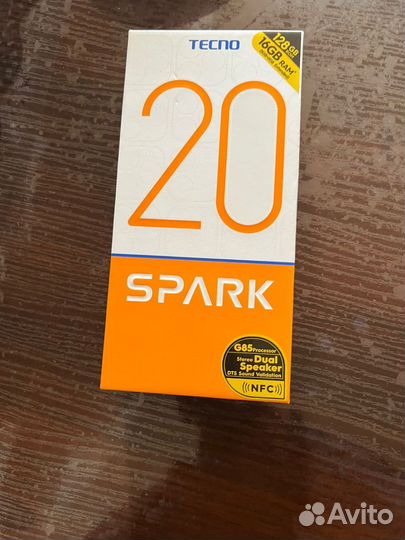 TECNO
128GB
16GB RAM*
20
SPARK
G85 Processor
Stereo Dual
Speaker
DTS Sound Validation
((NFC))
Avito